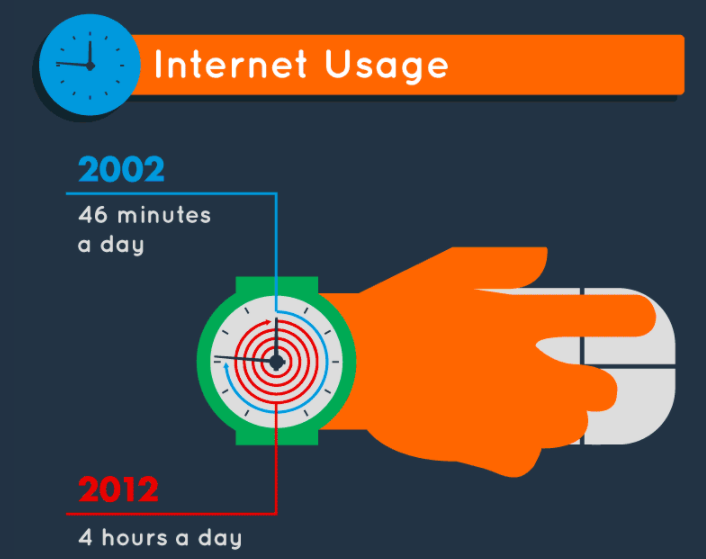 Internet Usage
2002
46 minutes
a day
2012
4 hours a day